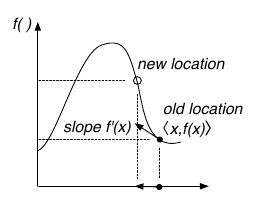 f( )
new location
old location
⟨x,f(x)⟩
slope f'(x)